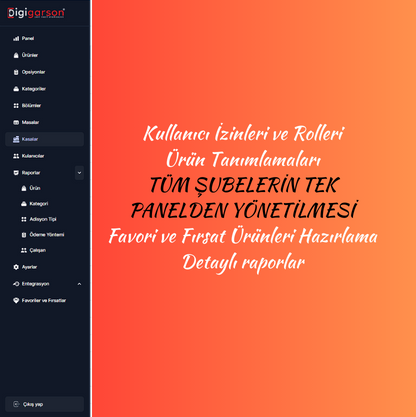 Digigarson
Panel
Ürünler
Opsiyonlar
Kategoriler
Bölümler
Masalar
Kasalar
Kullanıcılar
Raporlar
Ürün
Kategori
Adisyon Tipi
Ödeme Yöntemi
Çalışan
Ayarlar
Entegrasyon
Favoriler ve Fırsatlar
Çıkış yap
Kullanıcı İzinleri ve Rolleri
Ürün Tanımlamaları
TÜM ŞUBELERİN TEK
PANELDEN YÖNETİLMESİ
Favori ve Fırsat Ürünleri Hazırlama
Detaylı raporlar